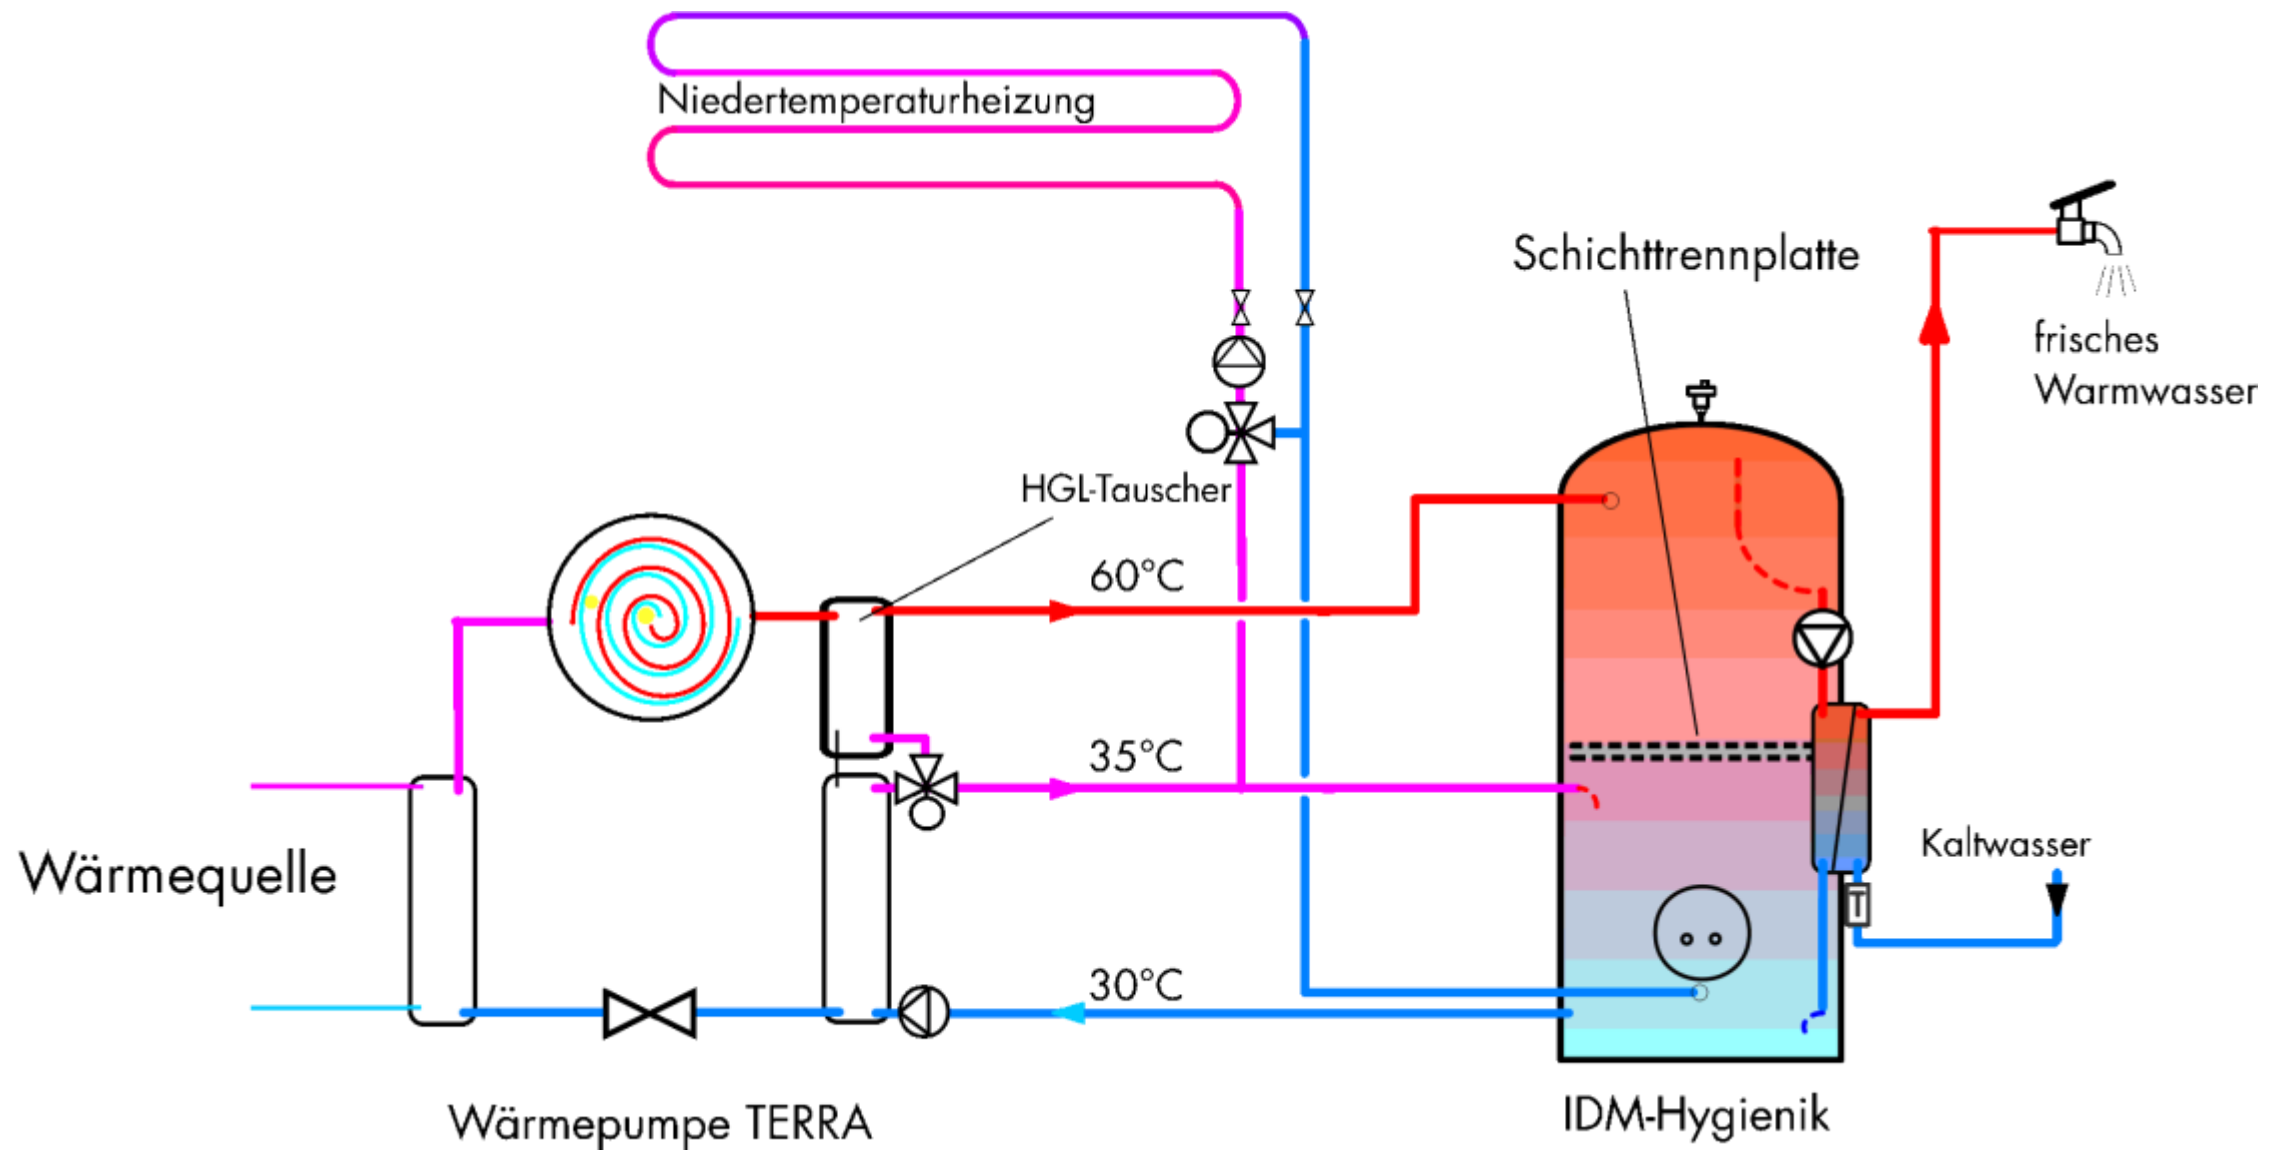 Niedertemperaturheizung
Schichttrennplatte
frisches
Warmwasser
HGL-Tauscher
60°C
35°C
Kaltwasser
Wärmequelle
T
30°C
Wärmepumpe TERRA
IDM-Hygienik